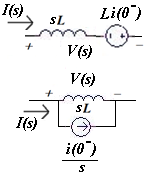 I(s)
sL
Li(0⁻)
+
V(s)
−
+ −
V(s)
+
sL
−
I(s)
i(0⁻)
s